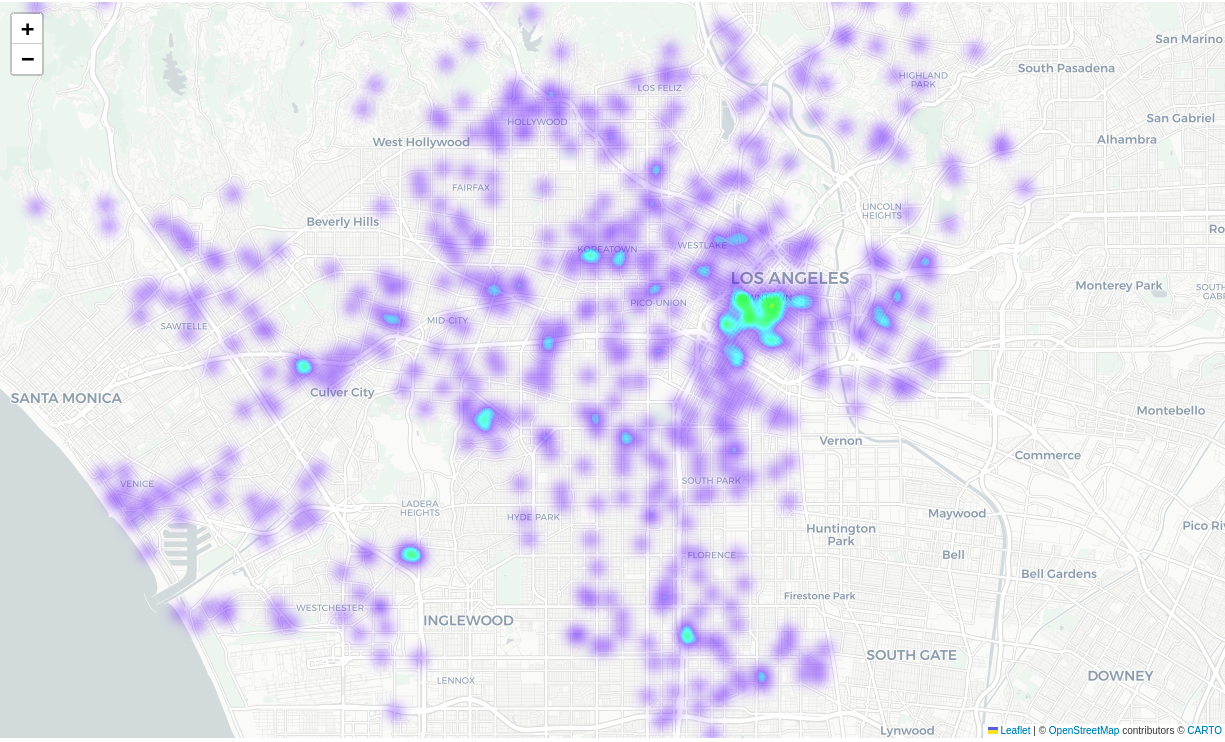 +
−
San Marino
South Pasadena
HIGHLAND
PARK
LOS FELIZ
San Gabriel
HOLLYWOOD
West Hollywood
Alhambra
FAIRFAX
LINCOLN
HEIGHTS
Beverly Hills
Ro
KOREATOWN
WESTLAKE
LOS ANGELES
Monterey Park
SOUTH
GAB
PICO-UNION
MID-CITY
SAWTELLE
Culver City
SANTA MONICA
Montebello
Vernon
Commerce
SOUTH PARK
VENICE
LADERA
HEIGHTS
HYDE PARK
Maywood
Huntington
Park
Pico Riv
FLORENCE
Bell
Bell Gardens
Firestone Park
WESTCHESTER
INGLEWOOD
SOUTH GATE
LENNOX
DOWNEY
Lynwood
Leaflet | © OpenStreetMap contributors © CARTO